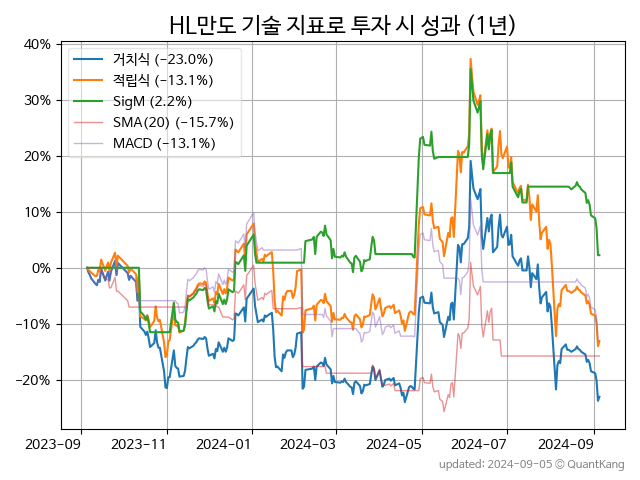 HL만도 기술 지표로 투자 시 성과 (1년)
40%
30%
20%
10%
0%
−10%
−20%
거치식 (−23.0%)
적립식 (−13.1%)
SigM (2.2%)
SMA(20) (−15.7%)
MACD (−13.1%)
2023−09 2023−11 2024−01 2024−03 2024−05 2024−07 2024−09
updated: 2024-09-05 © QuantKang